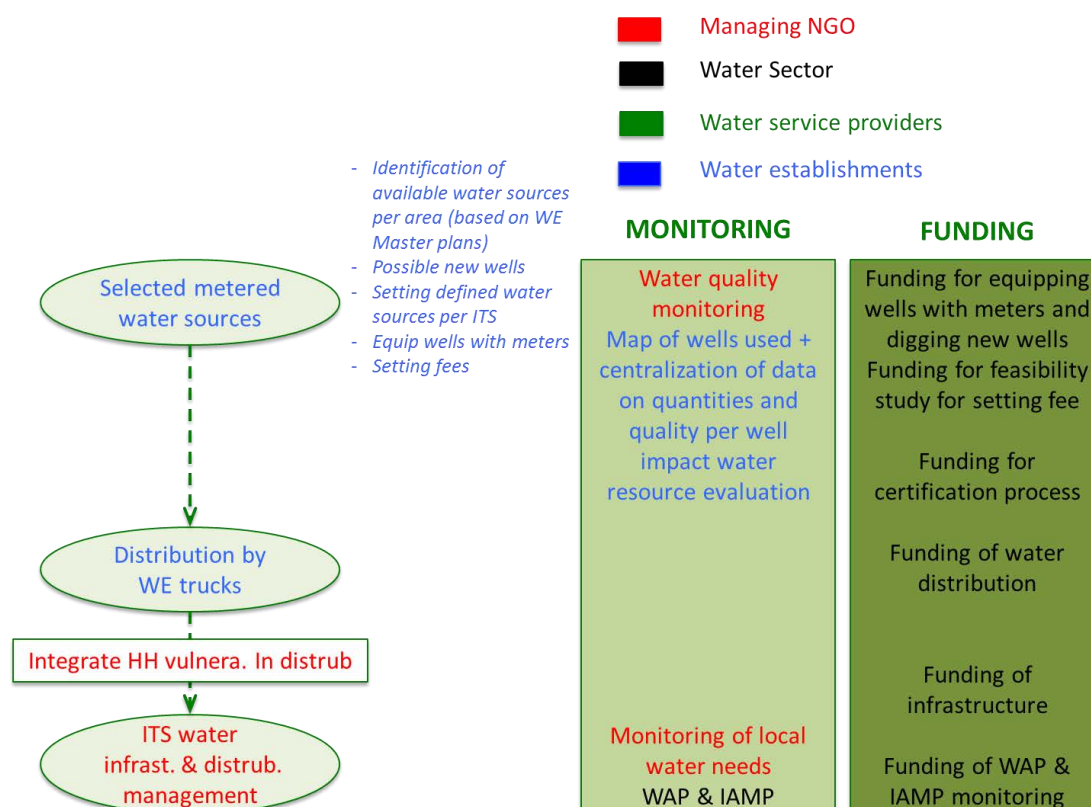 Managing NGO
Water Sector
Water service providers
Water establishments
- Identification of
available water sources
per area (based on WE
Master plans)
- Possible new wells
- Setting defined water
sources per ITS
- Equip wells with meters
- Setting fees
Selected metered
water sources
Distribution by
WE trucks
Integrate HH vulnera. In distrub
ITS water
infrast. & distrub.
management
MONITORING
Water quality
monitoring
Map of wells used +
centralization of data
on quantities and
quality per well
impact water
resource evaluation
Monitoring of local
water needs
WAP & IAMP
FUNDING
Funding for equipping
wells with meters and
digging new wells
Funding for feasibility
study for setting fee
Funding for
certification process
Funding of water
distribution
Funding of
infrastructure
Funding of WAP &
IAMP monitoring